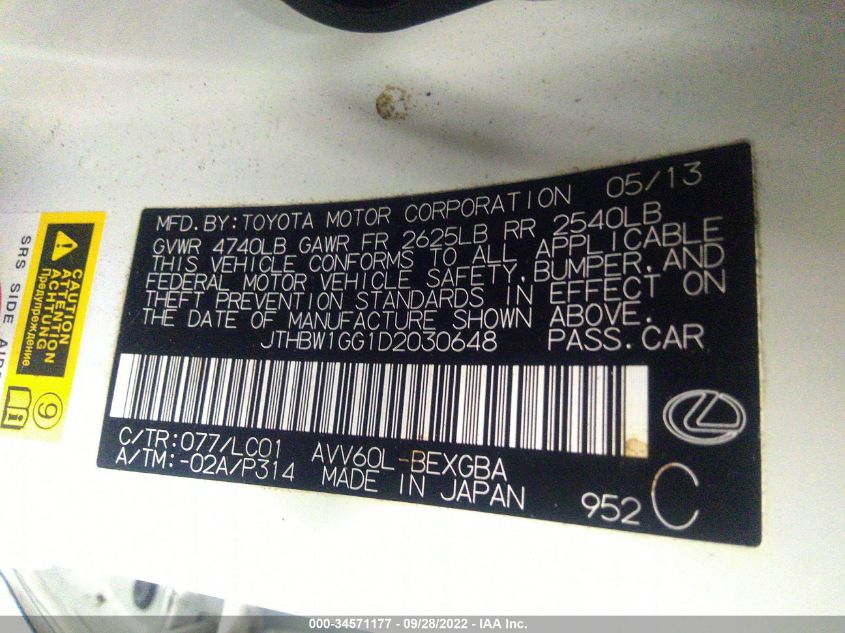 MFD.BY:TOYOTA MOTOR CORPORATION 05/13
GVWR 4740LB GAWR FR 2625LB RR 2540LB
THIS VEHICLE CONFORMS TO ALL APPLICABLE
FEDERAL MOTOR VEHICLE SAFETY,BUMPER,AND
THEFT PREVENTION STANDARDS IN EFFECT ON
THE DATE OF MANUFACTURE SHOWN ABOVE.
JTHBW1GG1D2030648 PASS.CAR
C/TR:077/LC01 AVV60L-BEXGBA
A/TM:-02A/P314 MADE IN JAPAN
952 C
CAUTION
ATTENTION
ACHTUNG
Предупреждение
9
SRS SIDE
000-34571177 - 09/28/2022 - IAA Inc.